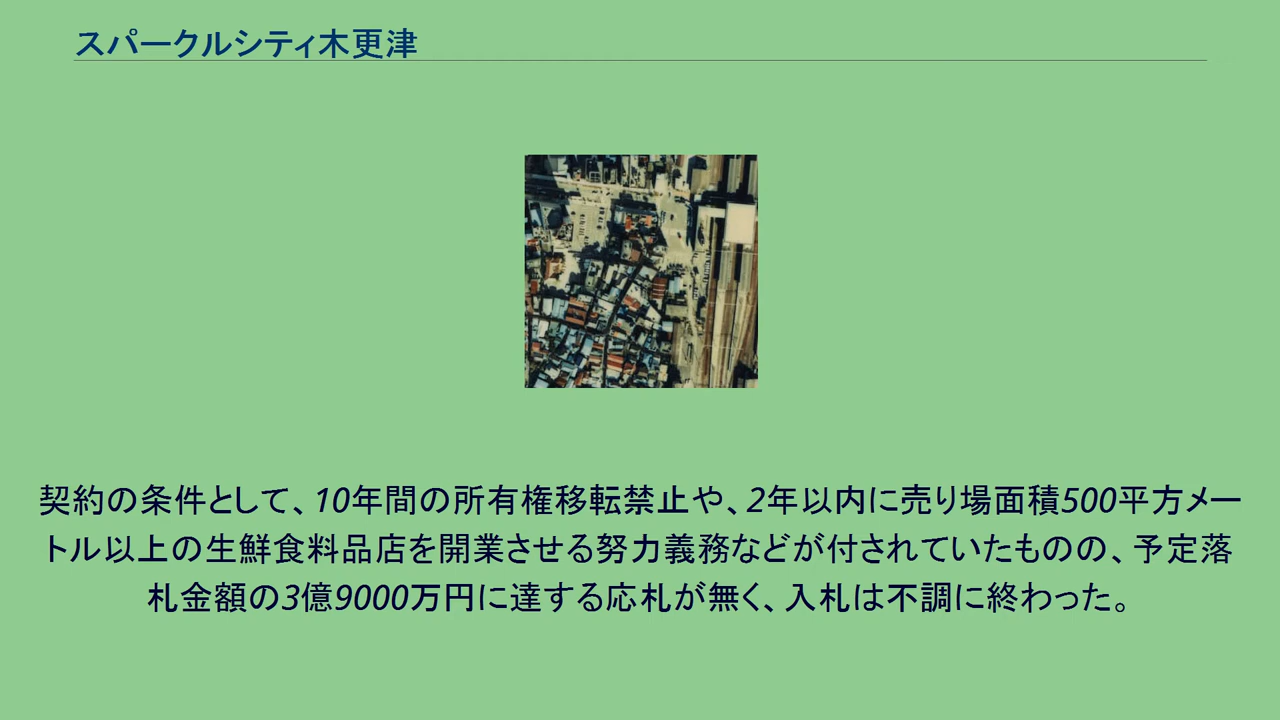 スパークルシティ木更津
契約の条件として、10年間の所有権移転禁止や、2年以内に売り場面積500平方メー
トル以上の生鮮食料品店を開業させる努力義務などが付されていたものの、予定落
札金額の3億9000万円に達する応札が無く、入札は不調に終わった。